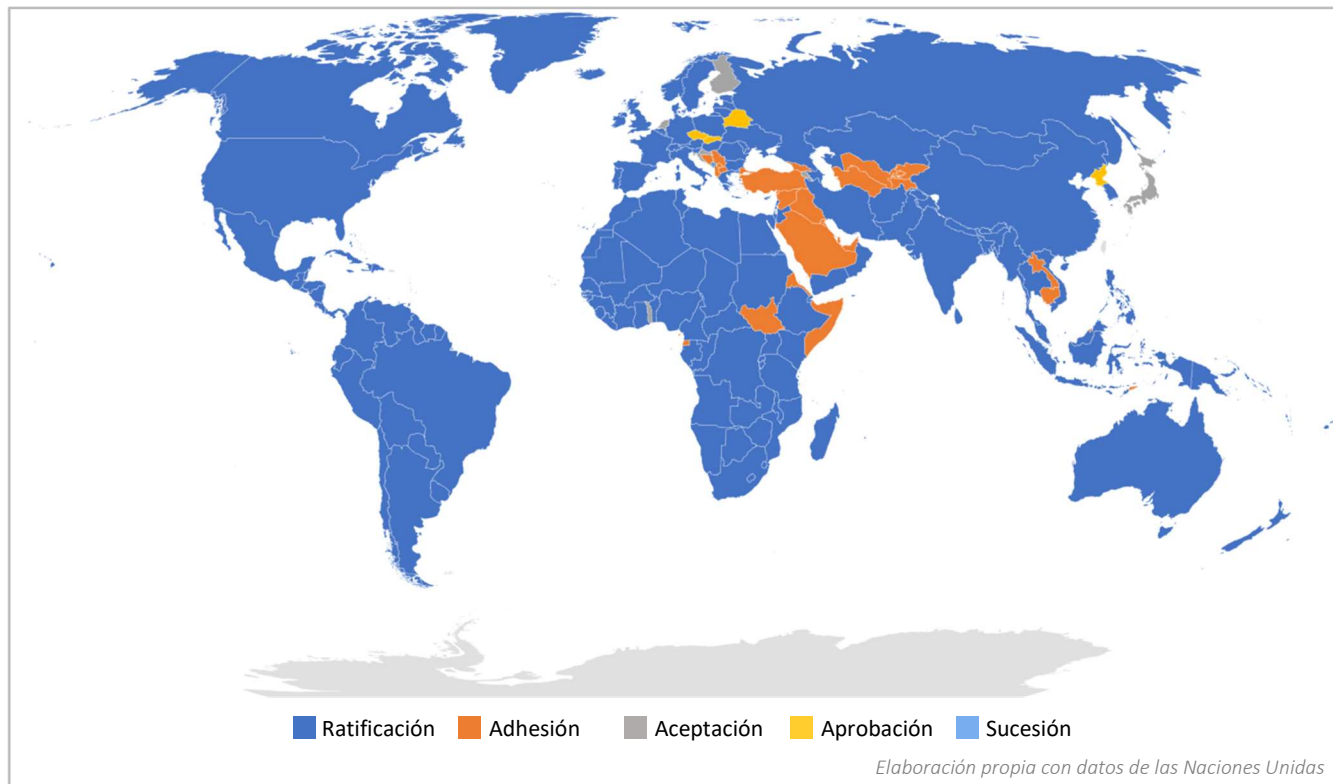 Ratificación Adhesión Aceptación Aprobación Sucesión
Elaboración propia con datos de las Naciones Unidas